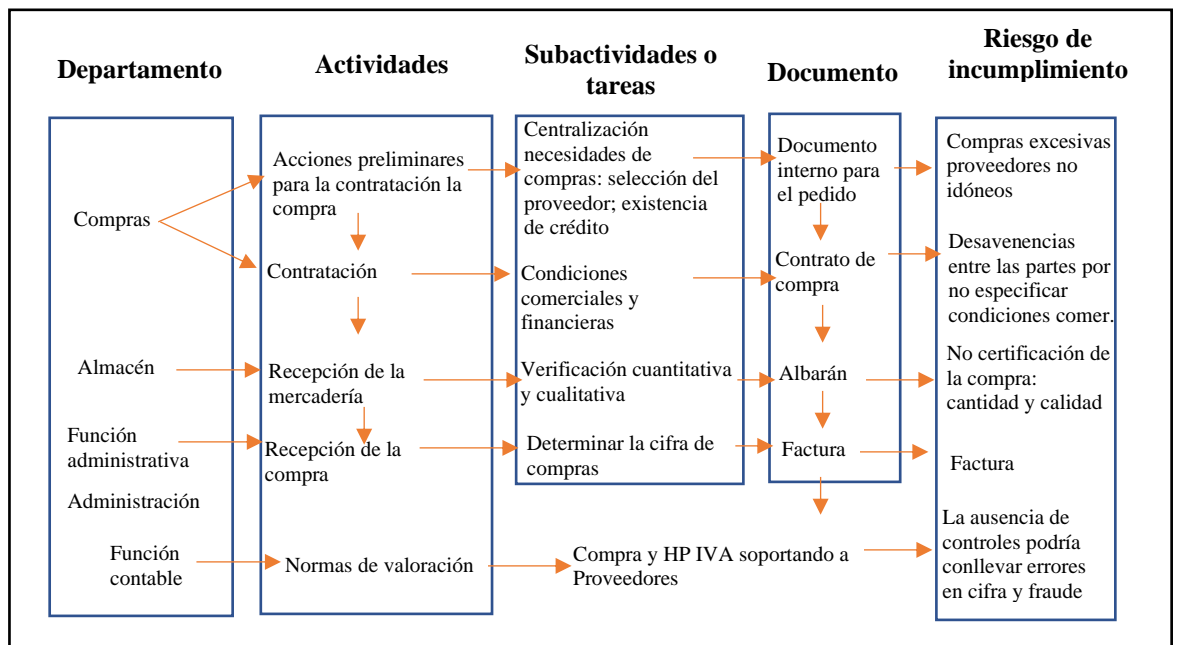 Departamento
Actividades
Subactividades o
tareas
Documento
Riesgo de
incumplimiento
Compras
Acciones preliminares
para la contratación la
compra
Centralización
necesidades de
compras: selección del
proveedor; existencia
de crédito
Documento
interno para
el pedido
Compras excesivas
proveedores no
idóneos
Contratación
Condiciones
comerciales y
financieras
Contrato de
compra
Desavenencias
entre las partes por
no especificar
condiciones comer.
Almacén
Recepción de la
mercadería
Verificación cuantitativa
y cualitativa
Albarán
No certificación de
la compra:
cantidad y calidad
Función
administrativa
Recepción de la
compra
Determinar la cifra de
compras
Factura
Factura
Administración
Función
contable
Normas de valoración
Compra y HP IVA soportando a
Proveedores
La ausencia de
controles podría
conllevar errores
en cifra y fraude